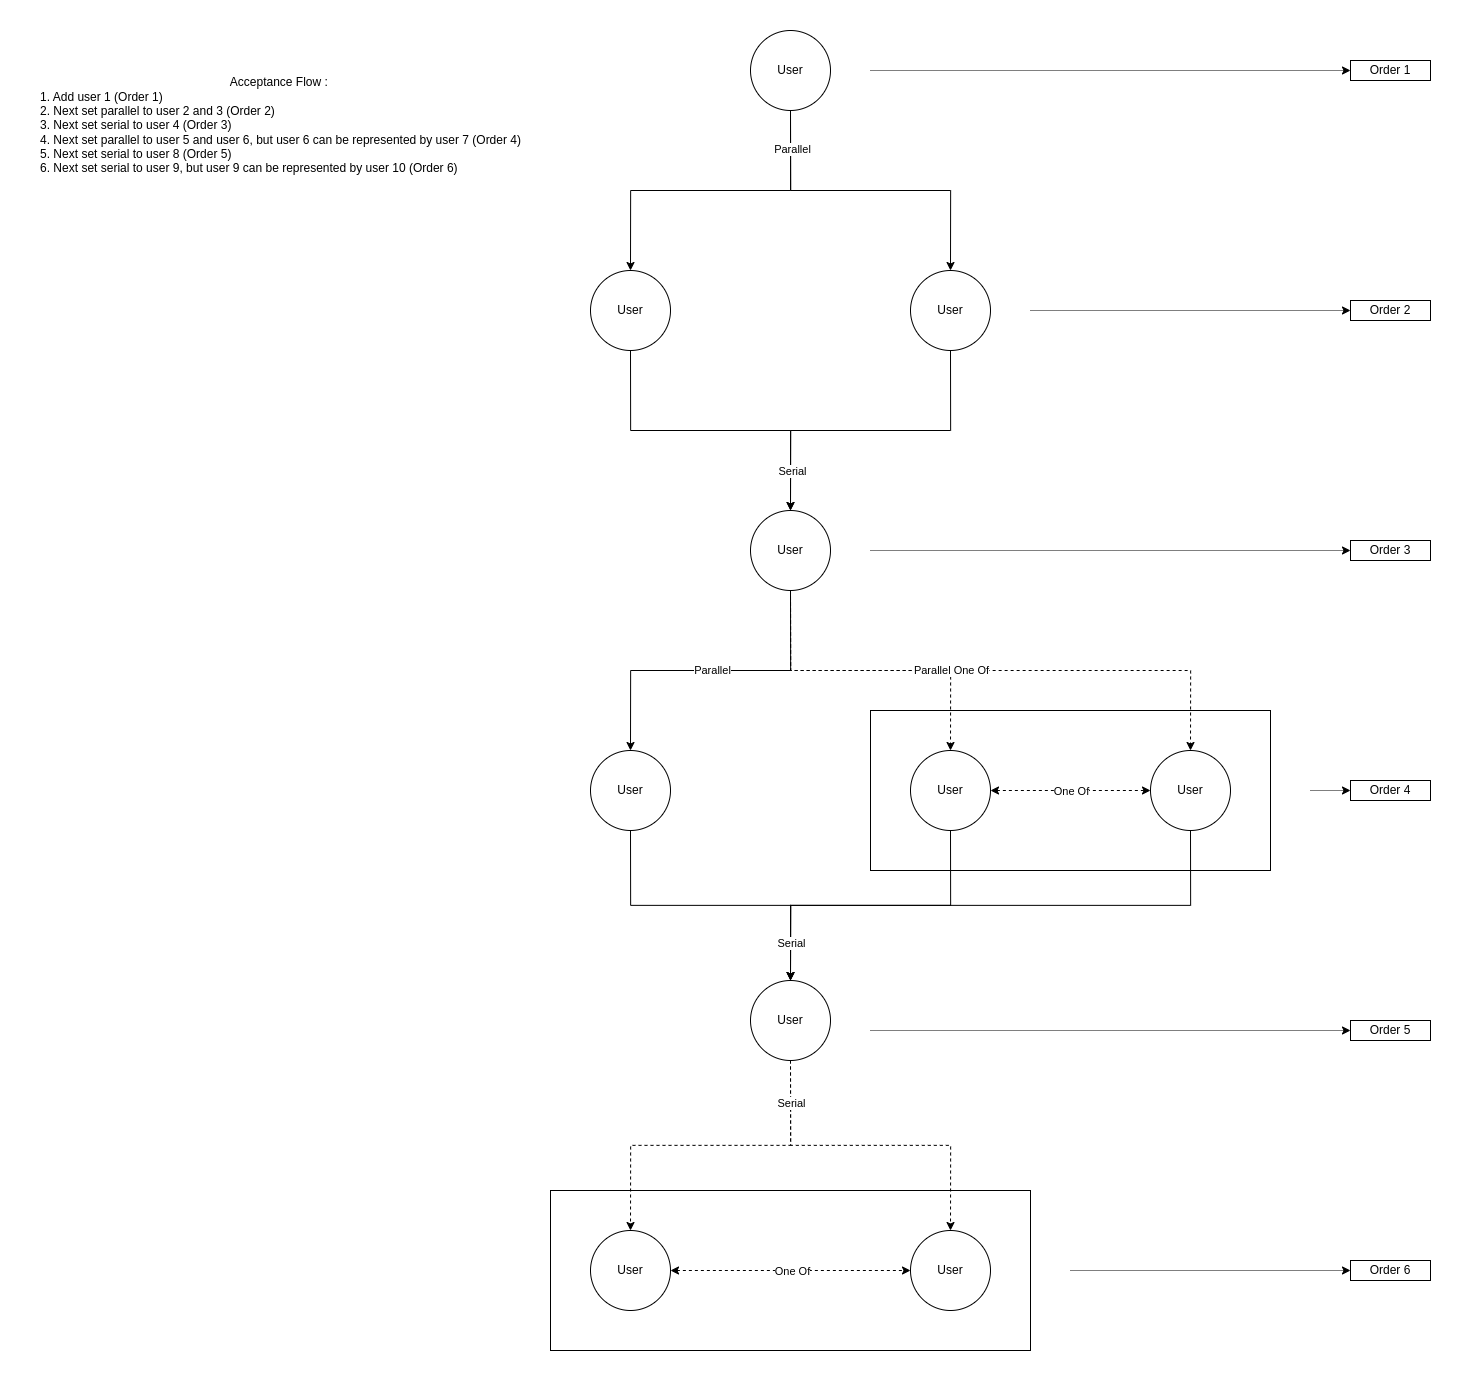 User
Order 1
Acceptance Flow :
1. Add user 1 (Order 1)
2. Next set parallel to user 2 and 3 (Order 2)
3. Next set serial to user 4 (Order 3)
4. Next set parallel to user 5 and user 6, but user 6 can be represented by user 7 (Order 4)
5. Next set serial to user 8 (Order 5)
6. Next set serial to user 9, but user 9 can be represented by user 10 (Order 6)
Parallel
User
User
Order 2
Serial
User
Order 3
Parallel
Parallel One Of
User
User
One Of
User
Order 4
Serial
User
Order 5
Serial
User
One Of
User
Order 6